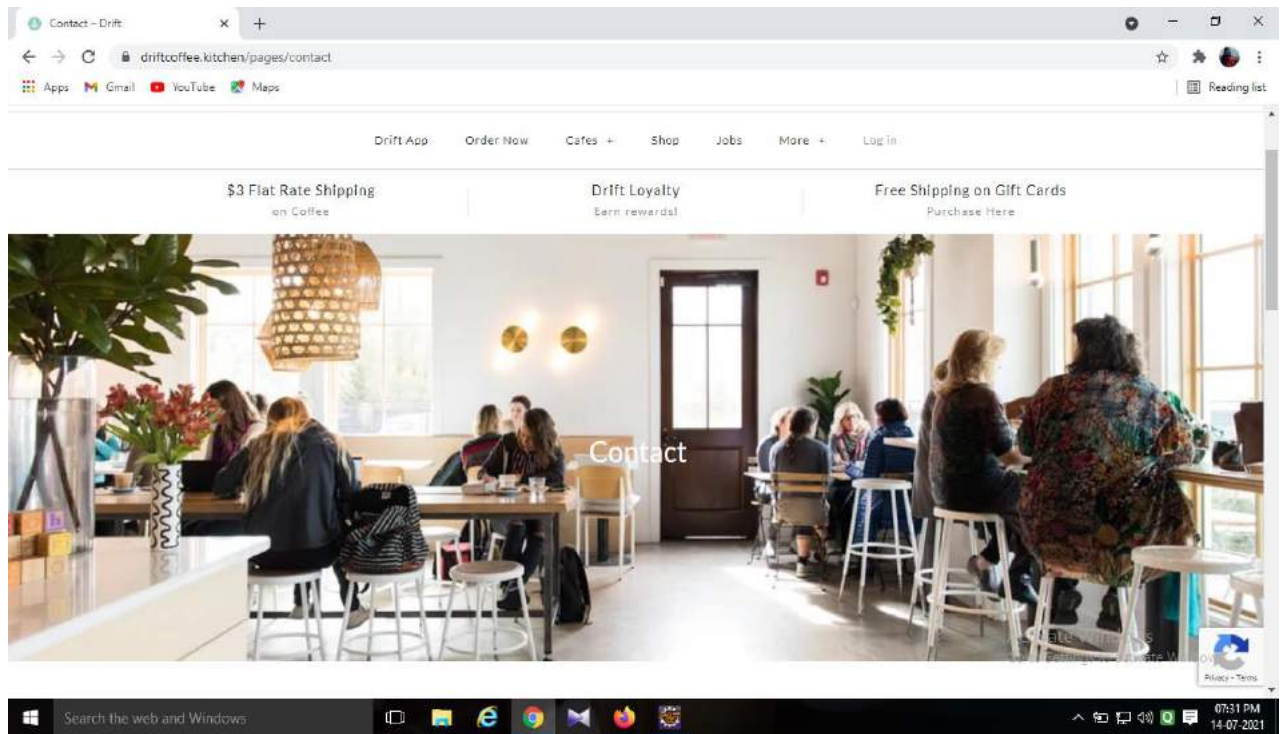 Contact – Drift
driftcoffee.kitchen/pages/contact
Apps Gmail YouTube Maps Reading list
Drift App Order Now Cafes + Shop Jobs More + Log in
$3 Flat Rate Shipping
on Coffee
Drift Loyalty
Earn rewards!
Free Shipping on Gift Cards
Purchase Here
Contact
Privacy - Terms
Search the web and Windows
07:31 PM
14-07-2021